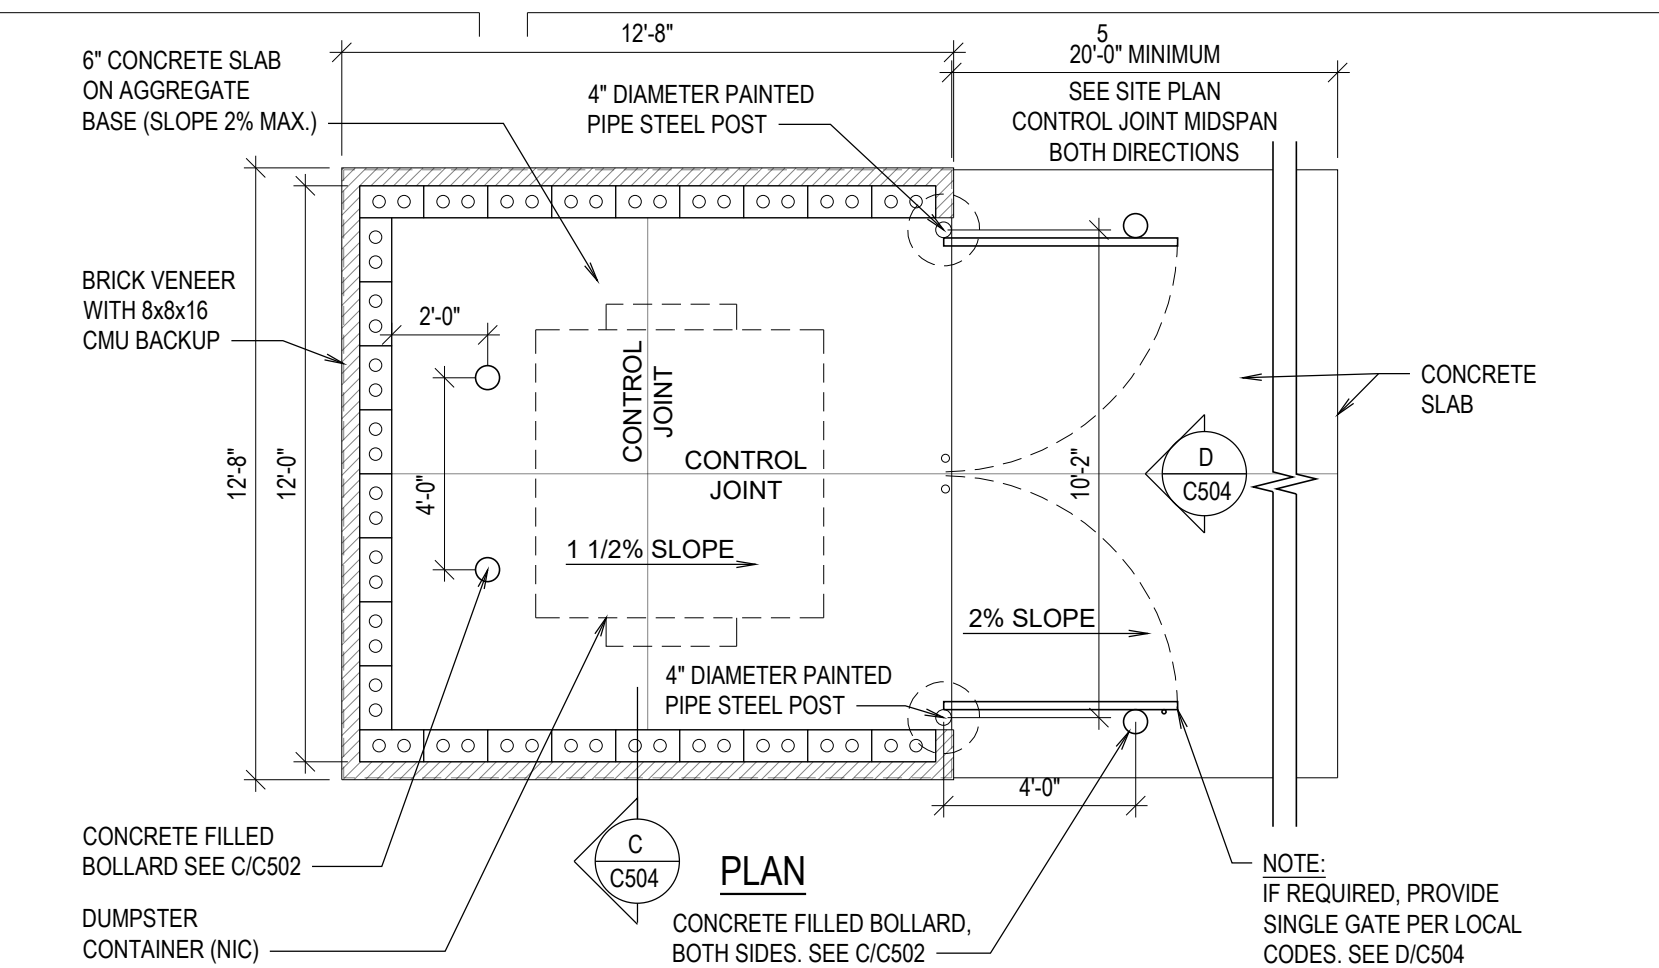 12'-8"
5
20'-0" MINIMUM
SEE SITE PLAN
CONTROL JOINT MIDSPAN
BOTH DIRECTIONS
6" CONCRETE SLAB
ON AGGREGATE
BASE (SLOPE 2% MAX.)
4" DIAMETER PAINTED
PIPE STEEL POST
BRICK VENEER
WITH 8x8x16
CMU BACKUP
2'-0"
CONTROL
JOINT
CONTROL
JOINT
CONCRETE
SLAB
12'-8"
12'-0"
4'-0"
10'-2"
D
C504
1 1/2% SLOPE
2% SLOPE
4" DIAMETER PAINTED
PIPE STEEL POST
4'-0"
CONCRETE FILLED
BOLLARD SEE C/C502
C
C504
PLAN
DUMPSTER
CONTAINER (NIC)
CONCRETE FILLED BOLLARD,
BOTH SIDES. SEE C/C502
NOTE:
IF REQUIRED, PROVIDE
SINGLE GATE PER LOCAL
CODES. SEE D/C504